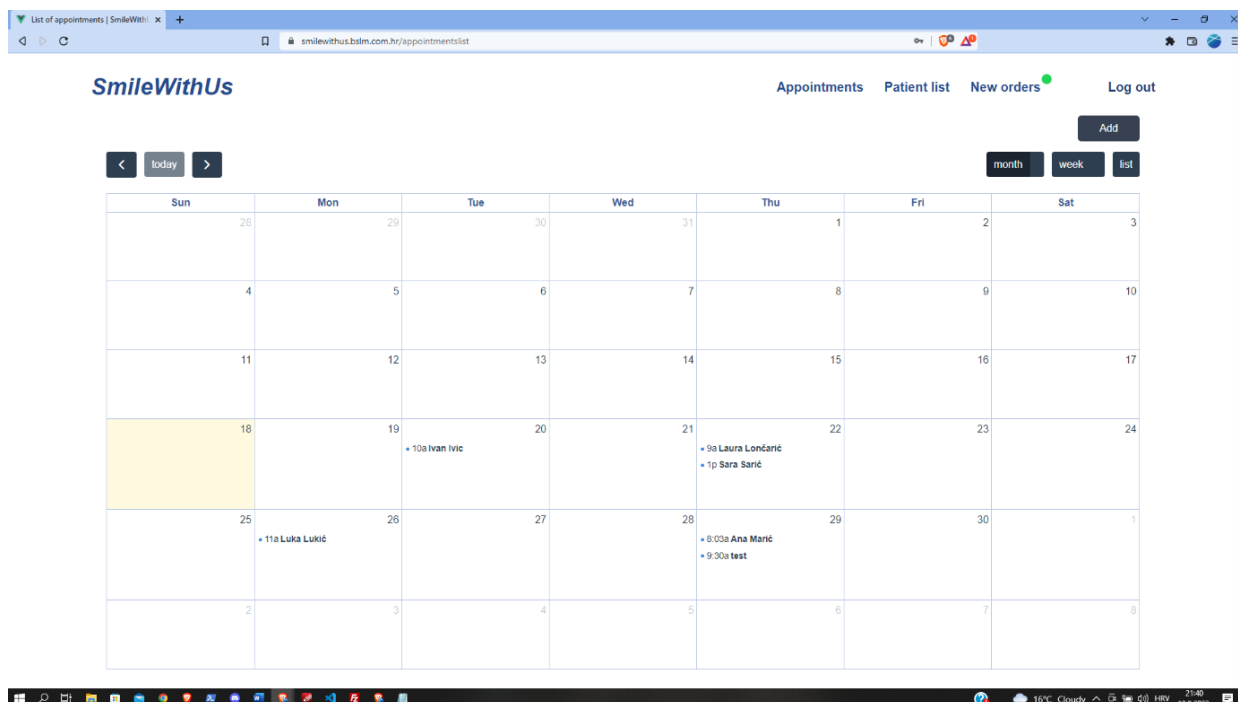 List of appointments | SmileWith
smilewithus.bslm.com.hr/appointmentslist
SmileWithUs
Appointments Patient list New orders Log out
Add
today
month week list
Sun Mon Tue Wed Thu Fri Sat
28 29 30 31 1 2 3
4 5 6 7 8 9 10
11 12 13 14 15 16 17
18 19 20 21 22 23 24
10a Ivan Ivic 9a Laura Lončarić
1p Sara Sarić
25 26 27 28 29 30 1
11a Luka Lukić 8:03a Ana Marić
9:30a test
2 3 4 5 6 7 8
16°C Cloudy HRV 21:40